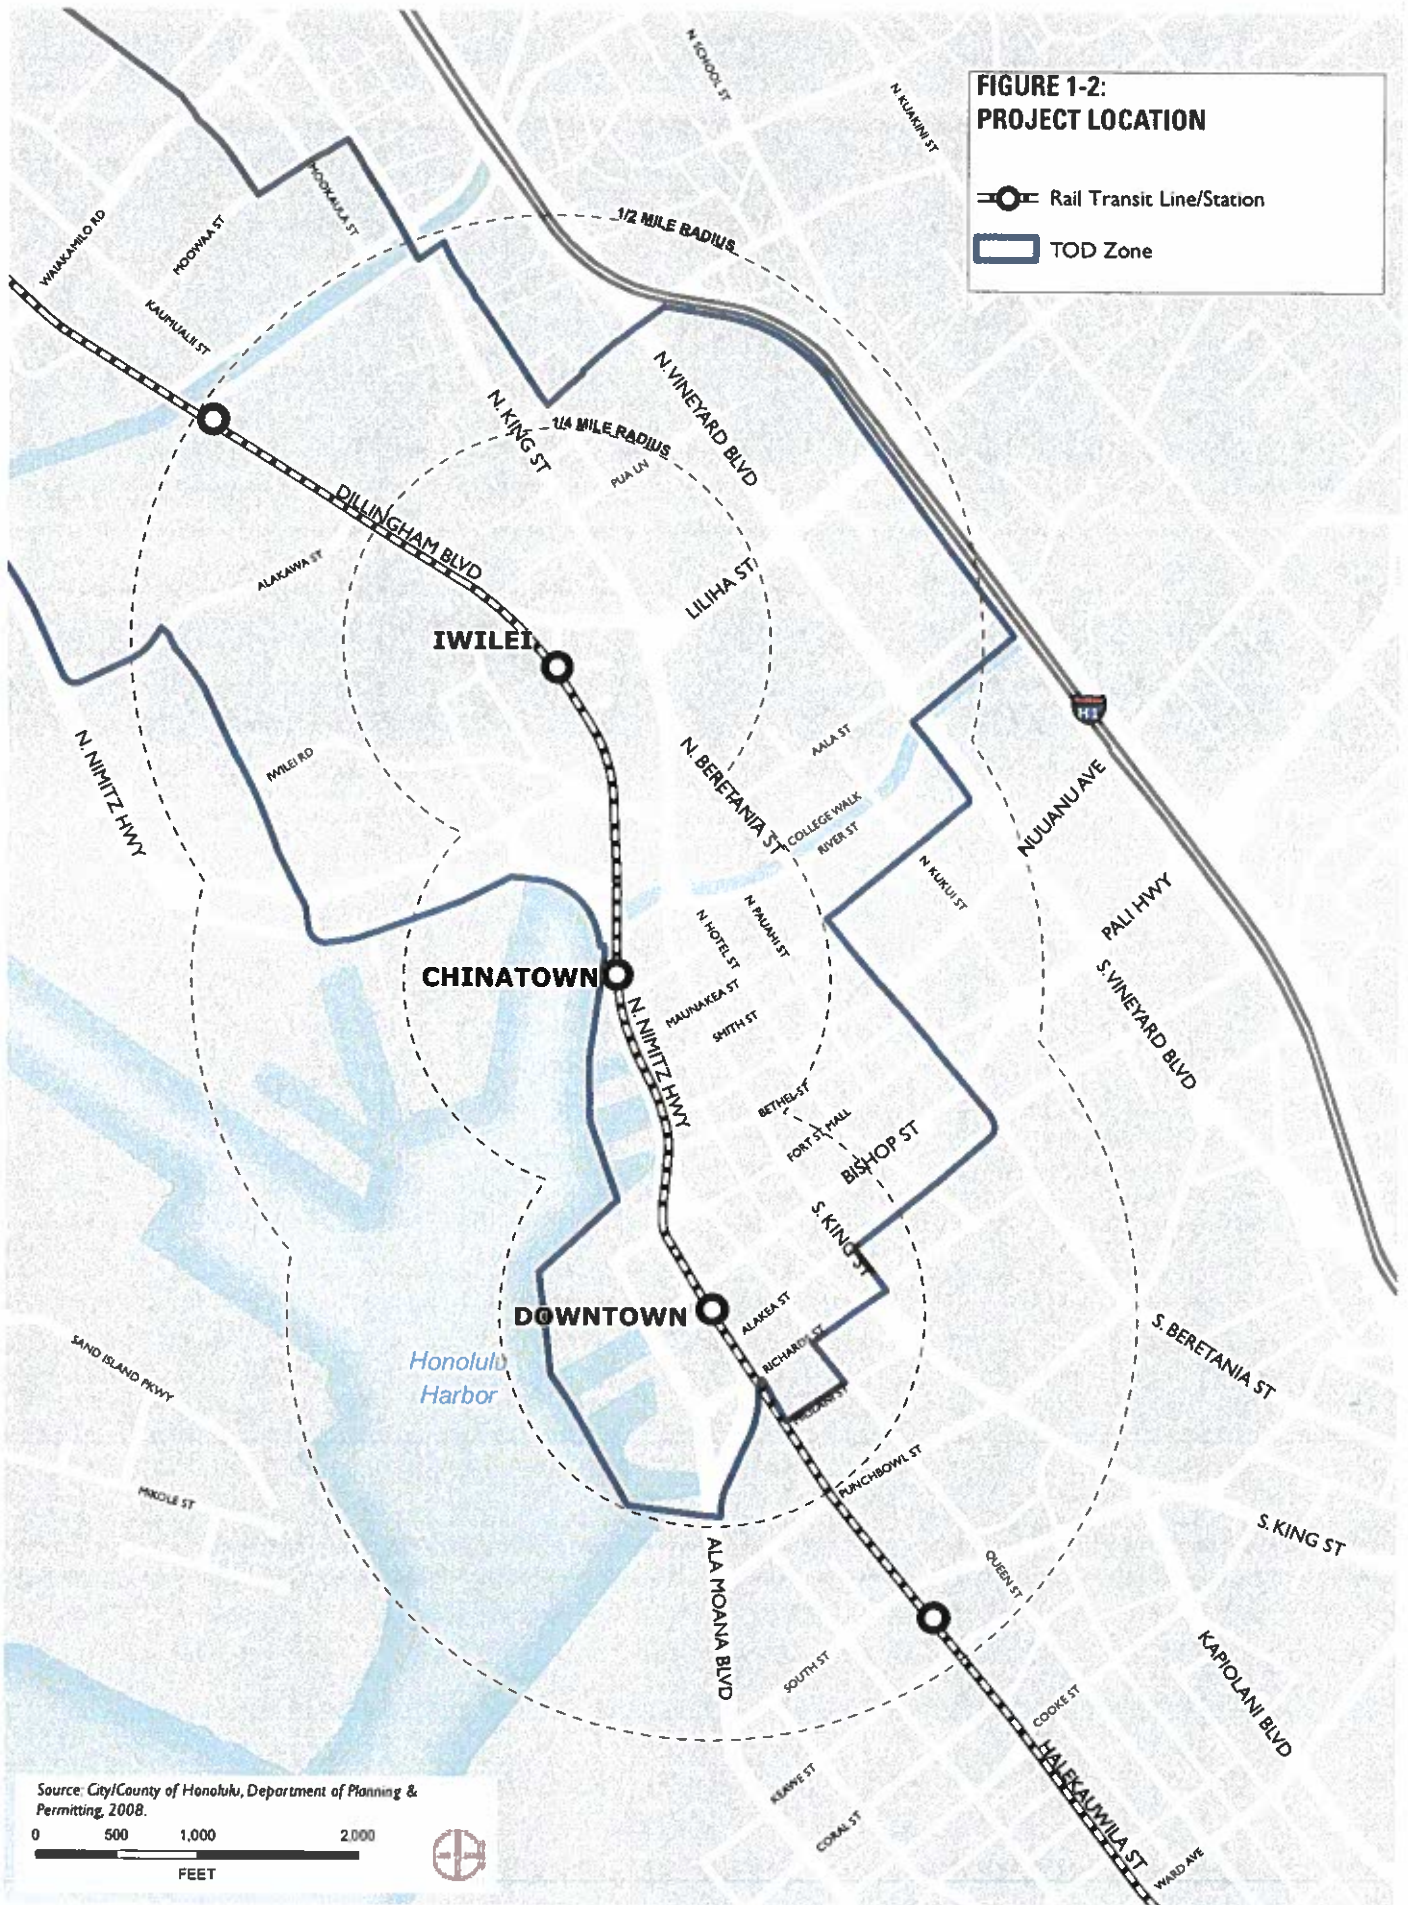 FIGURE 1-2:
PROJECT LOCATION
Rail Transit Line/Station
TOD Zone
N SCHOOL ST
N KUAKINI ST
1/2 MILE RADIUS
MOOKAULA ST
WAIAKAMILO RD
MOOWAA ST
KAUMUALII ST
N. VINEYARD BLVD
N. KING ST
1/4 MILE RADIUS
PUA LN
DILLINGHAM BLVD
ALAKAWA ST
LILIHA ST
IWILEI
H-1
N. NIMITZ HWY
IWILEI RD
N. BERETANIA ST
AALA ST
COLLEGE WALK
RIVER ST
NUUANU AVE
N KUKUI ST
PALI HWY
N HOTEL ST
N PAUAHI ST
CHINATOWN
S. VINEYARD BLVD
N. NIMITZ HWY
MAUNAKEA ST
SMITH ST
BETHEL ST
FORT ST MALL
BISHOP ST
S. KING ST
DOWNTOWN
ALAKEA ST
RICHARDS ST
Honolulu
Harbor
S. BERETANIA ST
SAND ISLAND PKWY
MIKOLE ST
PUNCHBOWL ST
S. KING ST
ALA MOANA BLVD
QUEEN ST
SOUTH ST
COOKE ST
KAPIOLANI BLVD
HALEKAUWILA ST
KEAWE ST
CORAL ST
WARD AVE
Source: City/County of Honolulu, Department of Planning &
Permitting, 2008.
0 500 1,000 2,000
FEET